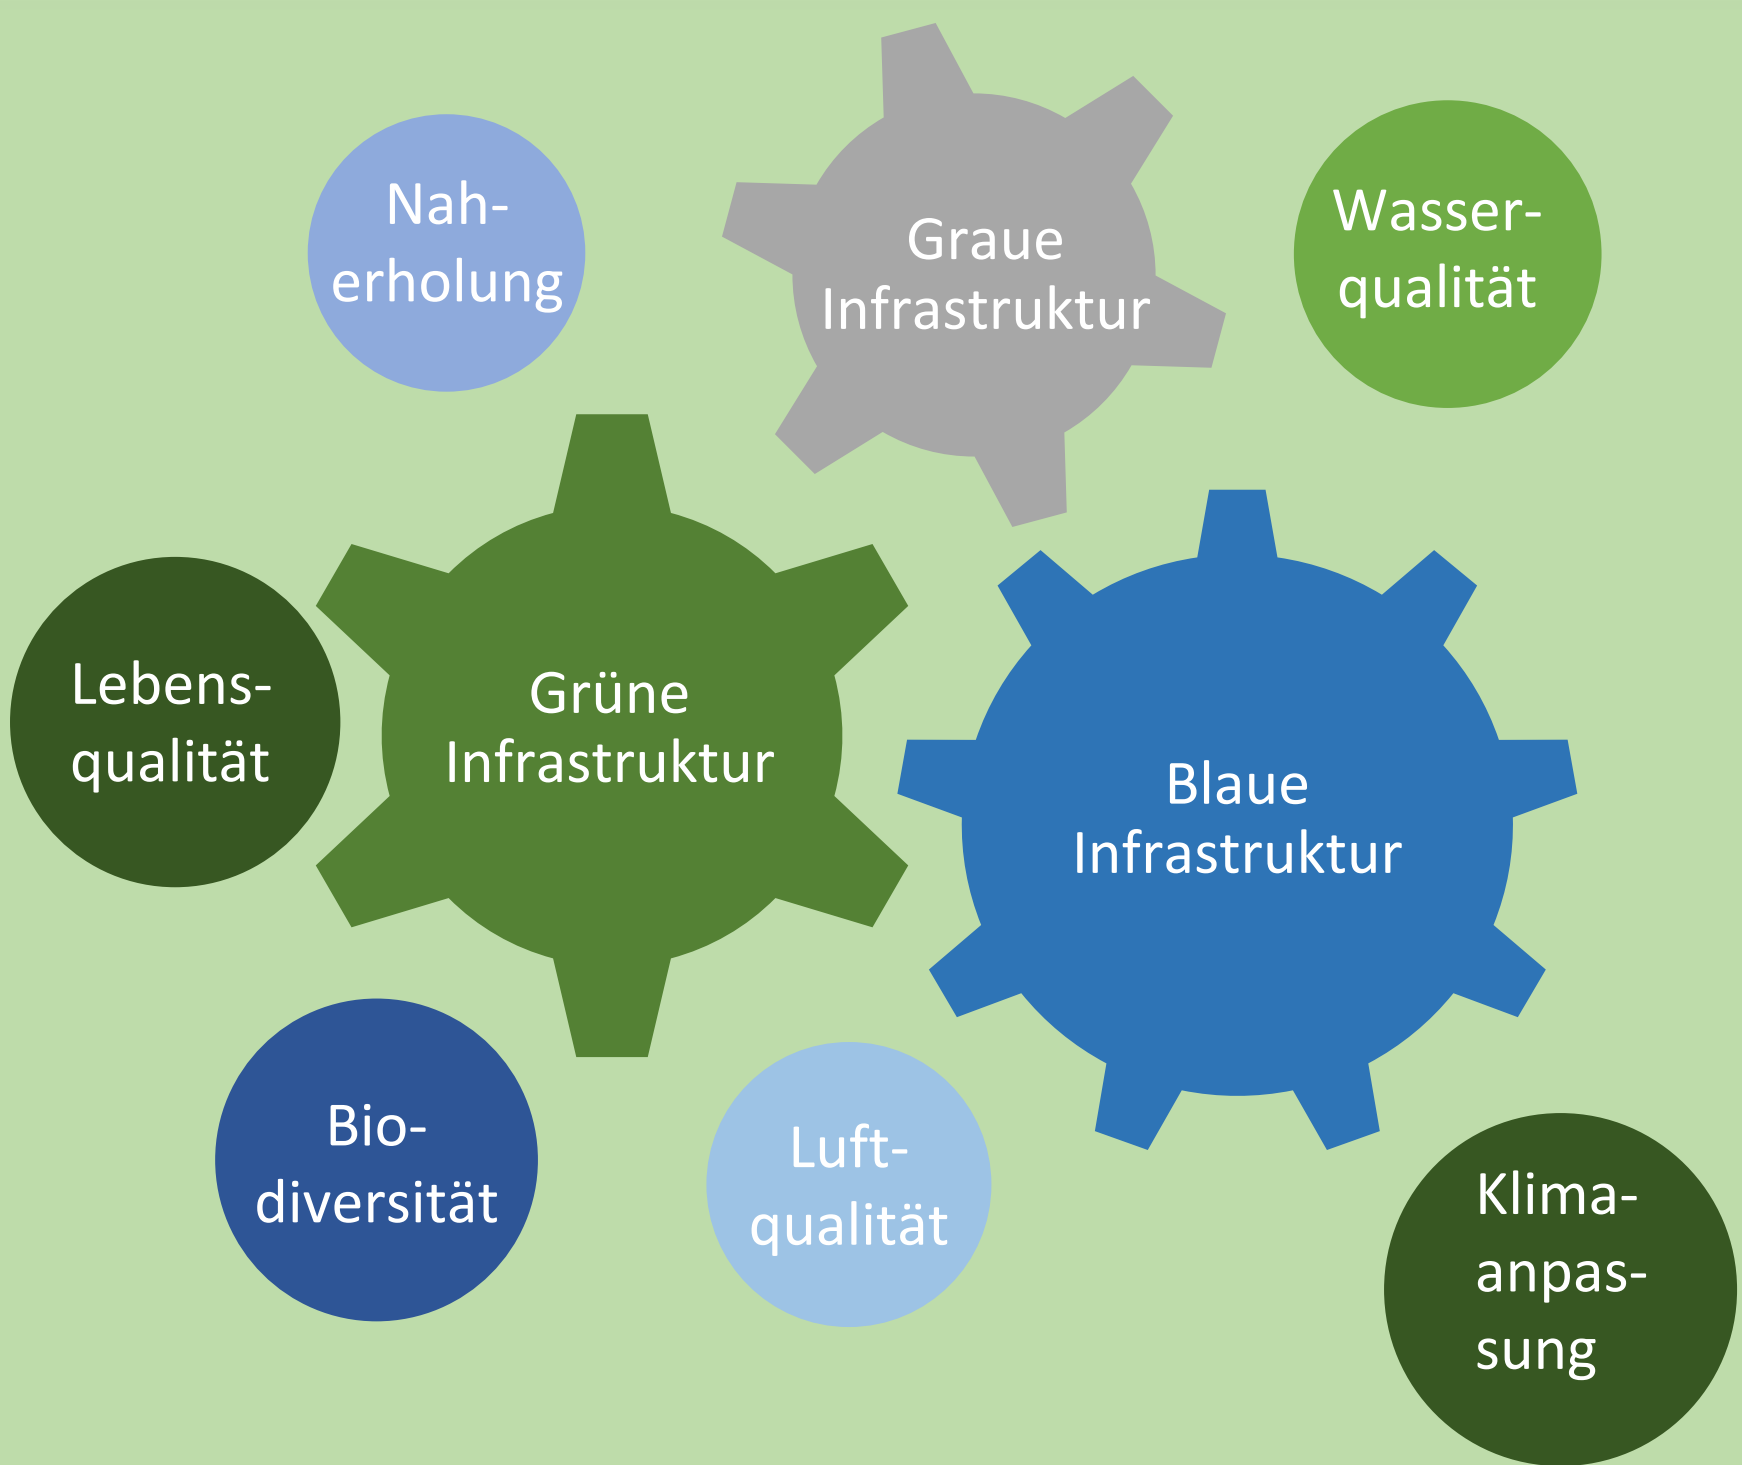 Nah-
erholung
Graue
Infrastruktur
Wasser-
qualität
Lebens-
qualität
Grüne
Infrastruktur
Blaue
Infrastruktur
Bio-
diversität
Luft-
qualität
Klima-
anpas-
sung